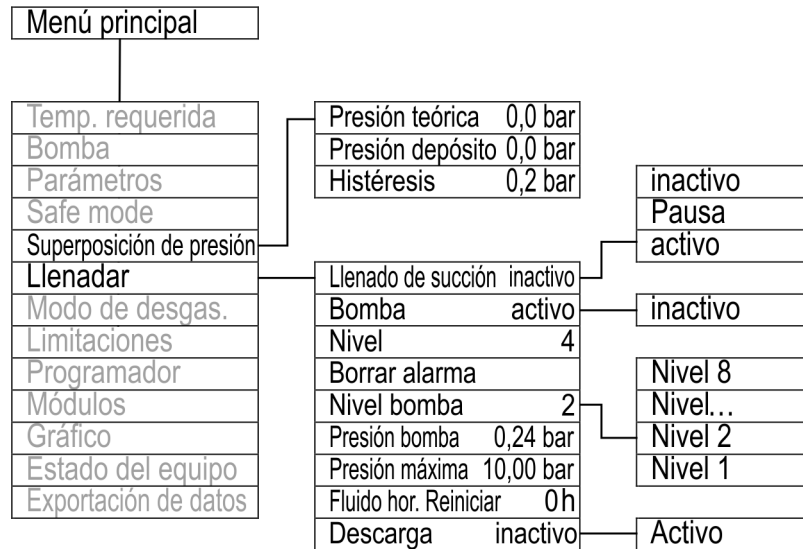 Menú principal
Temp. requerida
Bomba
Parámetros
Safe mode
Superposición de presión
Llenadar
Modo de desgas.
Limitaciones
Programador
Módulos
Gráfico
Estado del equipo
Exportación de datos
Presión teórica 0,0 bar
Presión depósito 0,0 bar
Histéresis 0,2 bar
Llenado de succión inactivo
Bomba activo
Nivel 4
Borrar alarma
Nivel bomba 2
Presión bomba 0,24 bar
Presión máxima 10,00 bar
Fluido hor. Reiniciar 0h
Descarga inactivo
inactivo
Pausa
activo
inactivo
Nivel 8
Nivel...
Nivel 2
Nivel 1
Activo